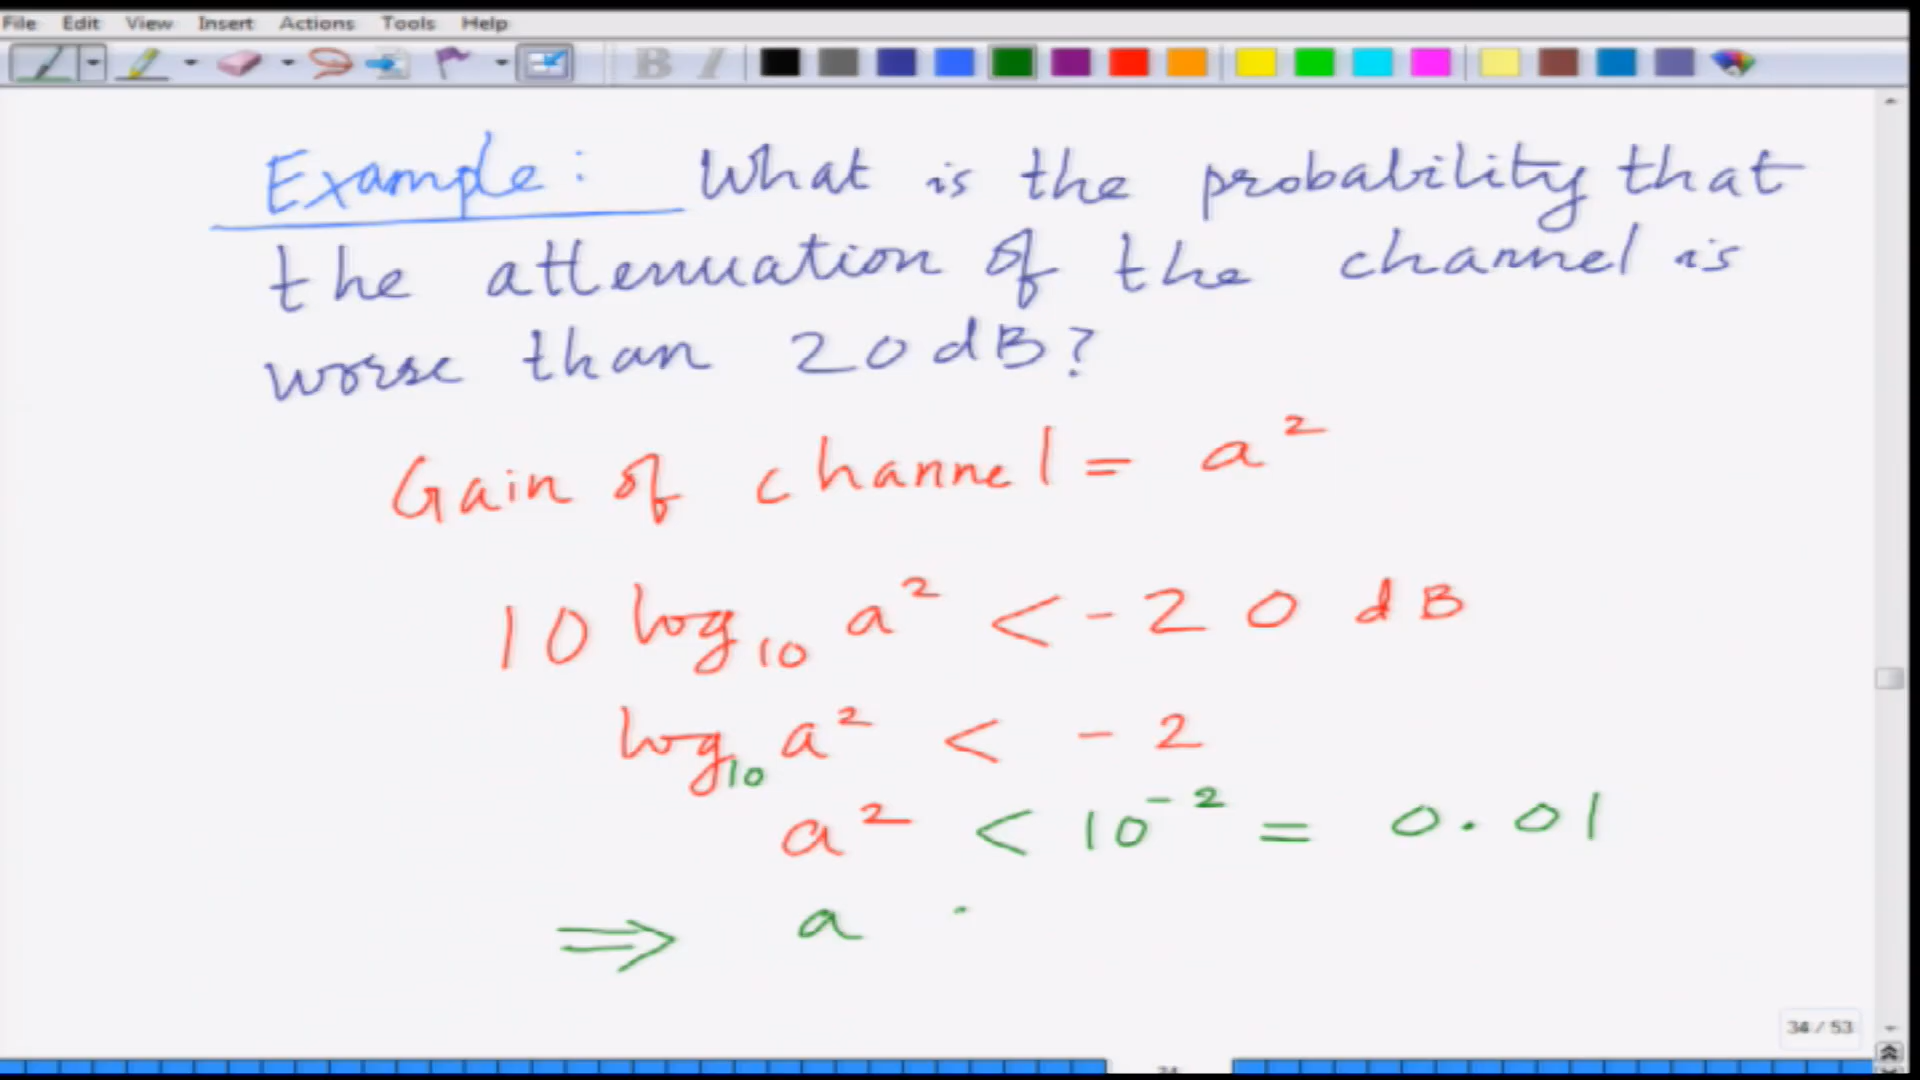 File Edit View Insert Actions Tools Help
B I
Example: What is the probability that
the attenuation of the channel is
worse than 20dB?
Gain of channel = a²
10 log₁₀ a² < -20 dB
log₁₀ a² < -2
a² < 10⁻² = 0.01
⇒ a
34 / 53